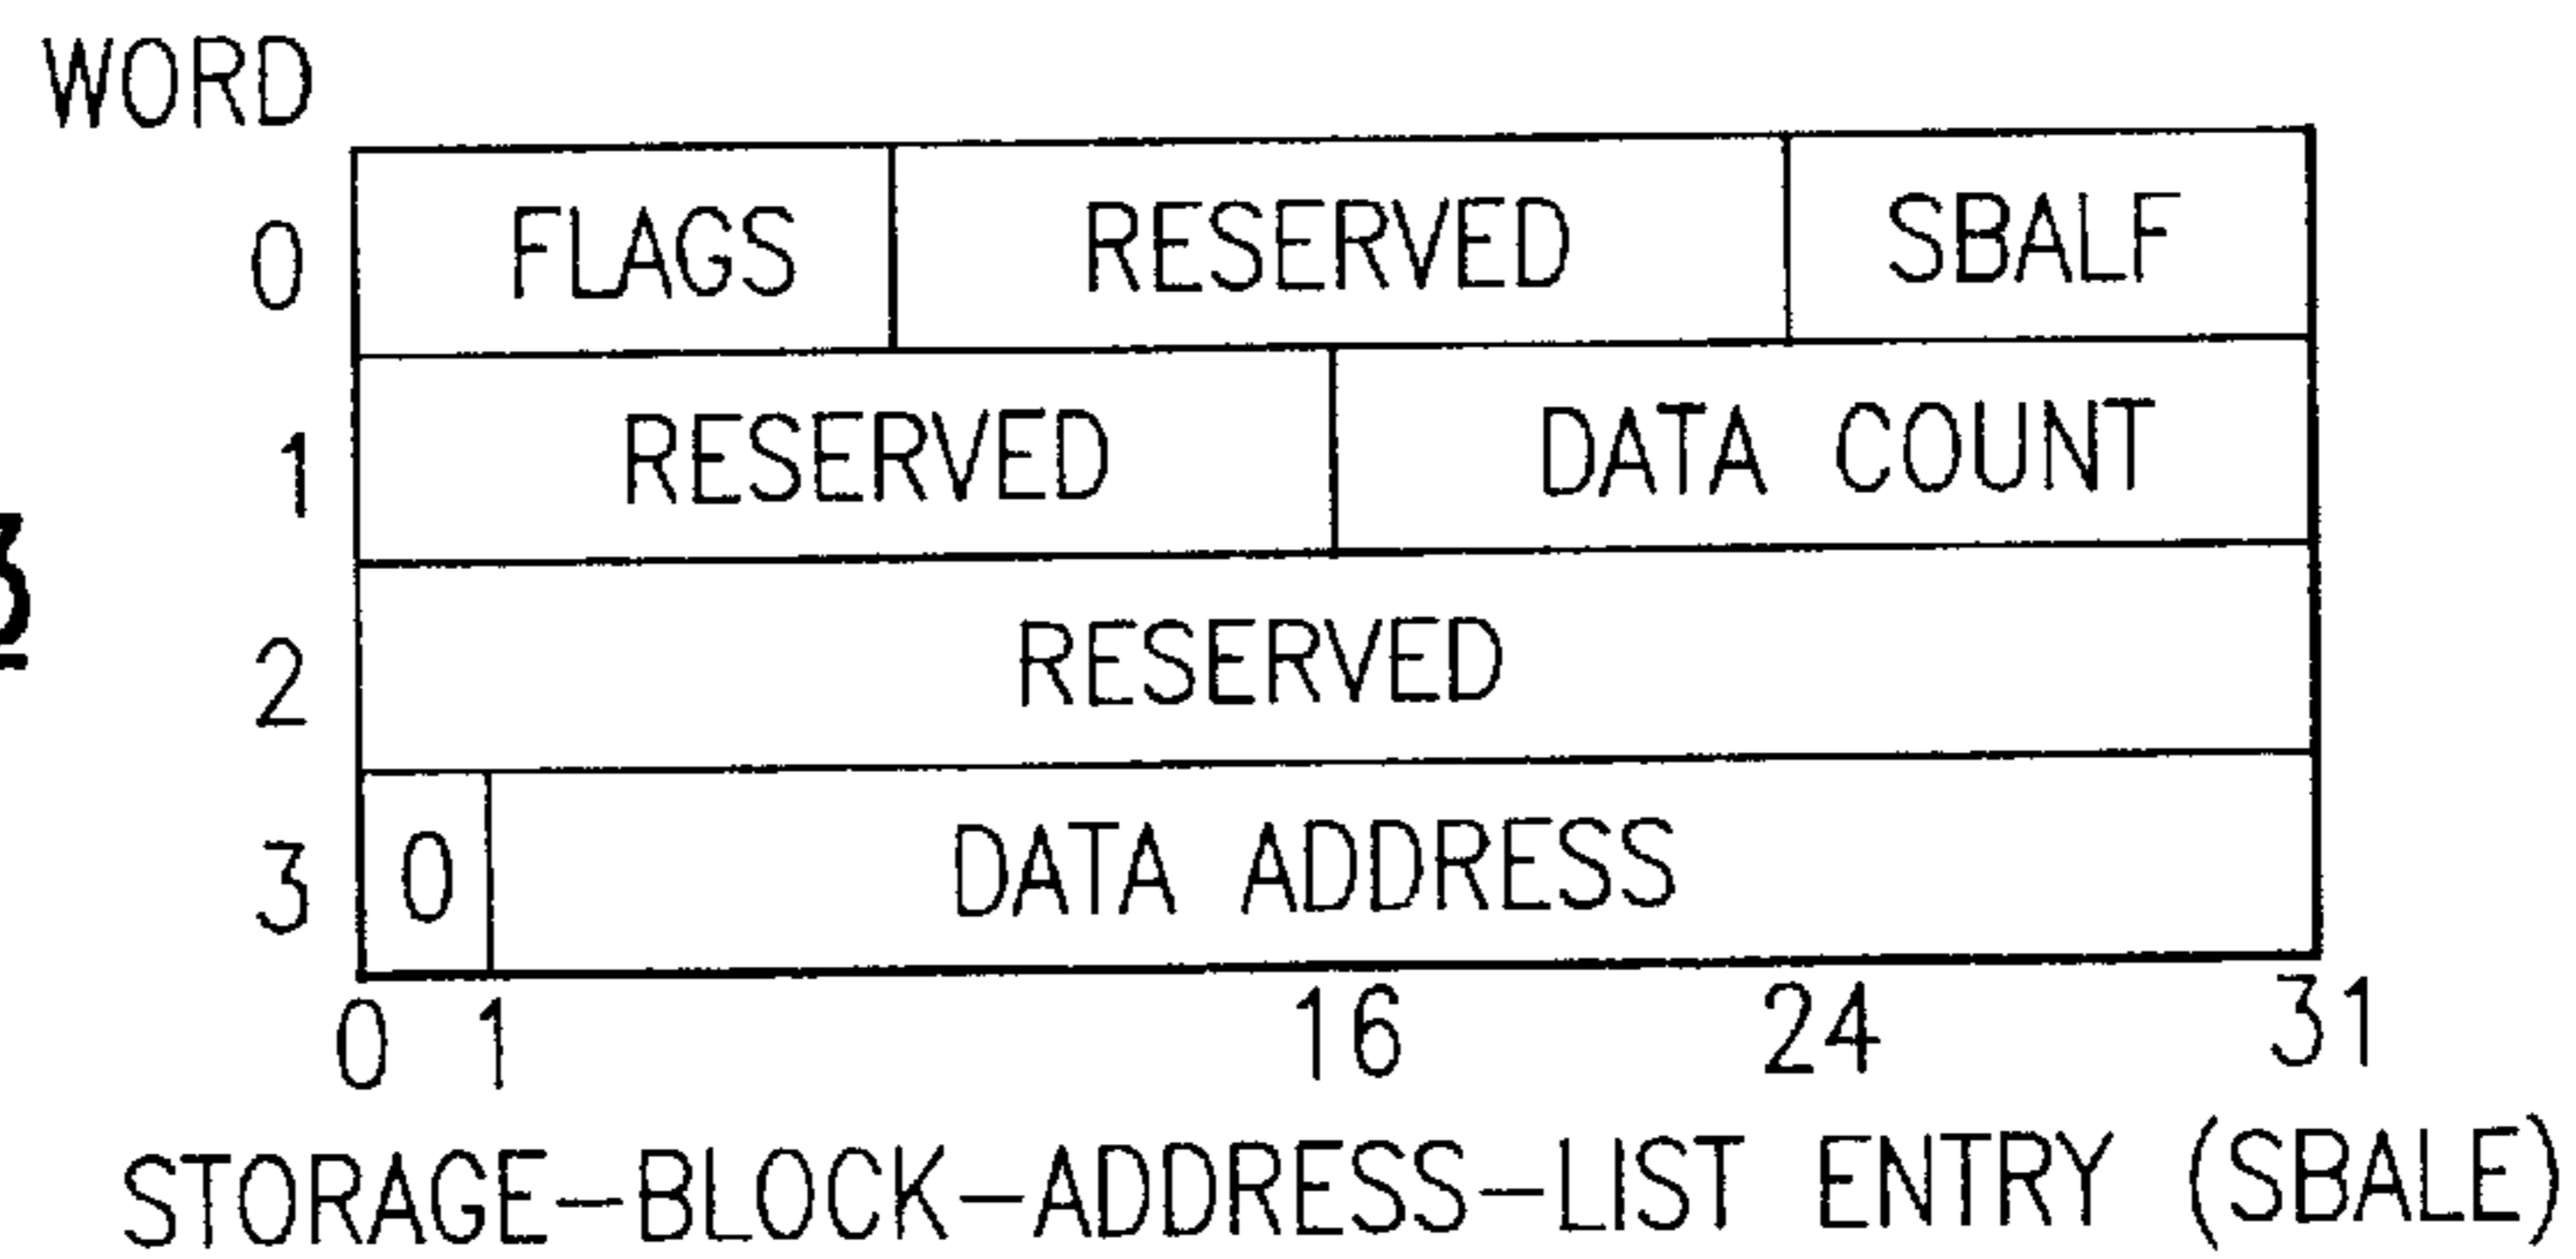 WORD
0 FLAGS RESERVED SBALF
1 RESERVED DATA COUNT
3
2 RESERVED
3 0 DATA ADDRESS
0 1 16 24 31
STORAGE-BLOCK-ADDRESS-LIST ENTRY (SBALE)